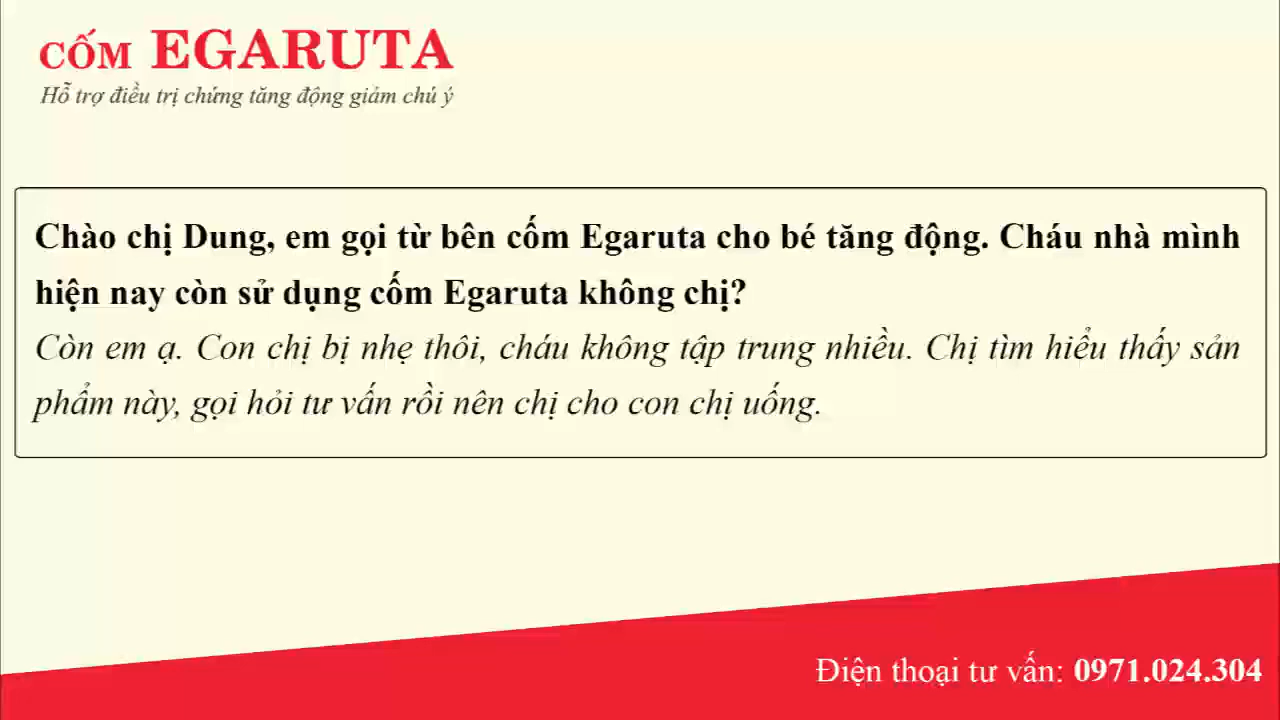 CỐM EGARUTA
Hỗ trợ điều trị chứng tăng động giảm chú ý
Chào chị Dung, em gọi từ bên cốm Egaruta cho bé tăng động. Cháu nhà mình
hiện nay còn sử dụng cốm Egaruta không chị?
Còn em ạ. Con chị bị nhẹ thôi, cháu không tập trung nhiều. Chị tìm hiểu thấy sản
phẩm này, gọi hỏi tư vấn rồi nên chị cho con chị uống.
Điện thoại tư vấn: 0971.024.304